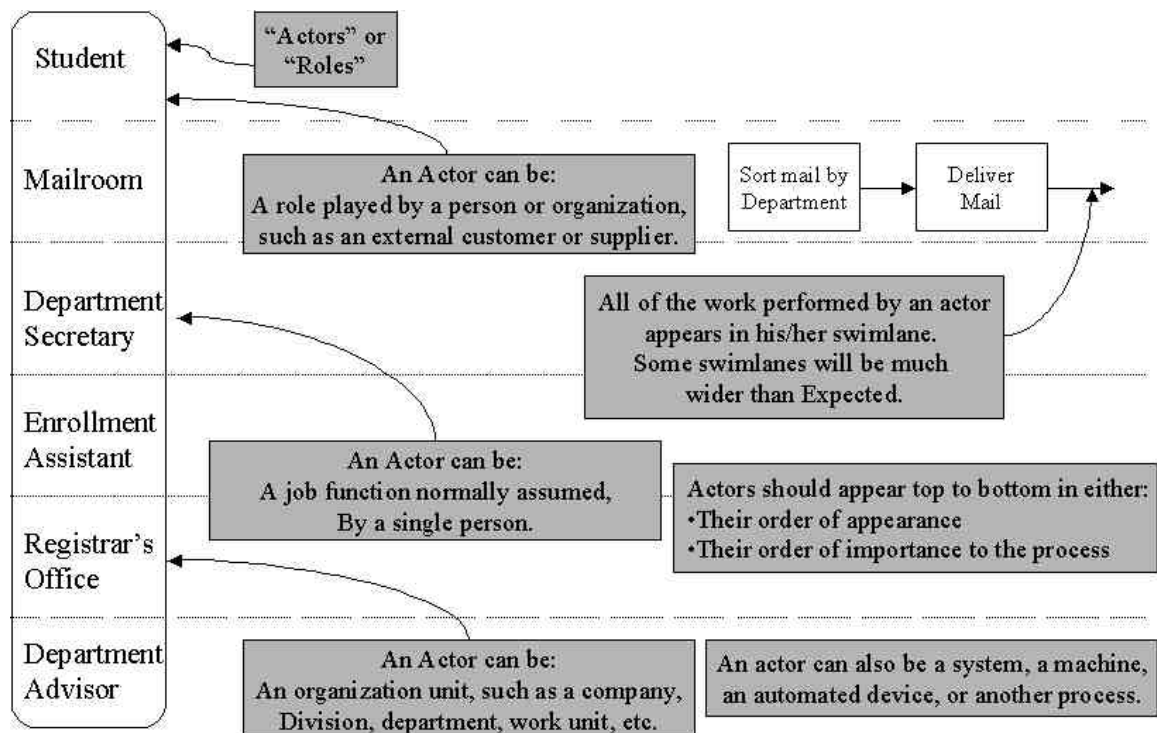 Student
“Actors” or
“Roles”
Mailroom
An Actor can be:
A role played by a person or organization,
such as an external customer or supplier.
Sort mail by
Department
Deliver
Mail
Department
Secretary
All of the work performed by an actor
appears in his/her swimlane.
Some swimlanes will be much
wider than Expected.
Enrollment
Assistant
An Actor can be:
A job function normally assumed,
By a single person.
Actors should appear top to bottom in either:
•Their order of appearance
•Their order of importance to the process
Registrar’s
Office
Department
Advisor
An Actor can be:
An organization unit, such as a company,
Division, department, work unit, etc.
An actor can also be a system, a machine,
an automated device, or another process.